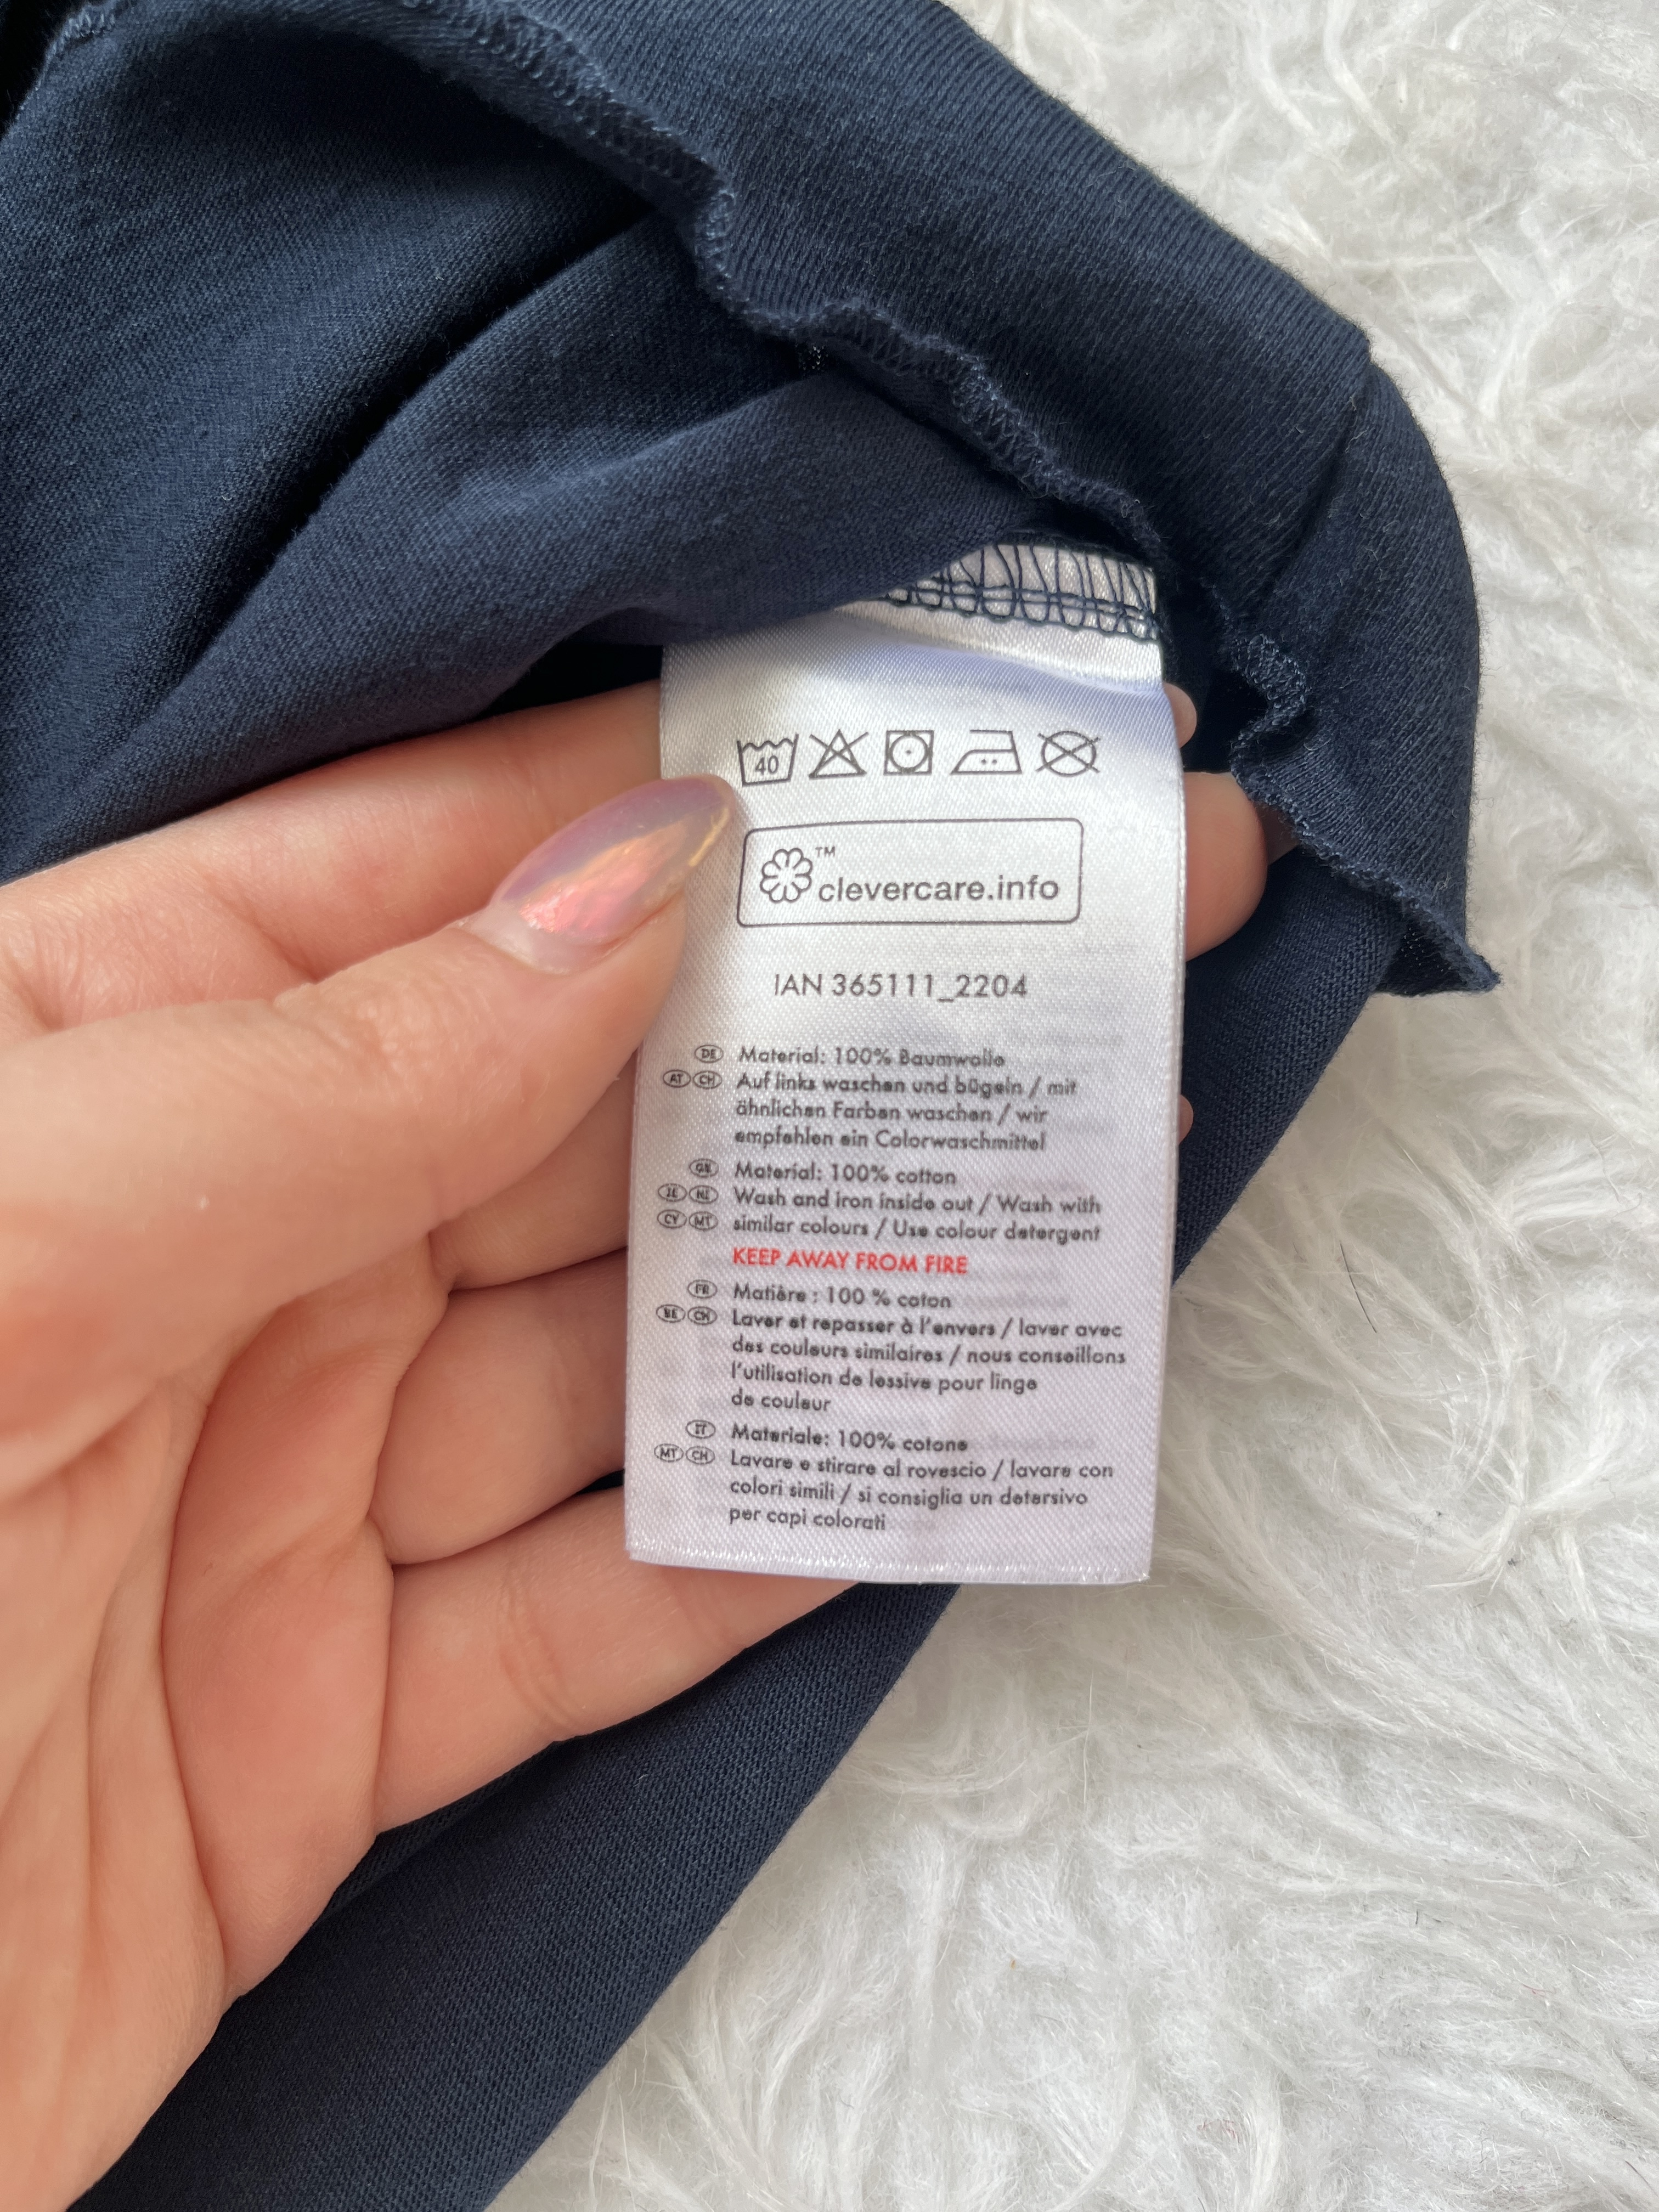 40
TM
clevercare.info
IAN 365111_2204
DE Material: 100% Baumwolle
AT CH Auf links waschen und bügeln / mit
ähnlichen Farben waschen / wir
empfehlen ein Colorwaschmittel
GB Material: 100% cotton
IE NI Wash and iron inside out / Wash with
CY MT similar colours / Use colour detergent
KEEP AWAY FROM FIRE
FR Matière : 100 % coton
BE CH Laver et repasser à l'envers / laver avec
des couleurs similaires / nous conseillons
l'utilisation de lessive pour linge
de couleur
IT Materiale: 100% cotone
MT CH Lavare e stirare al rovescio / lavare con
colori simili / si consiglia un detersivo
per capi colorati